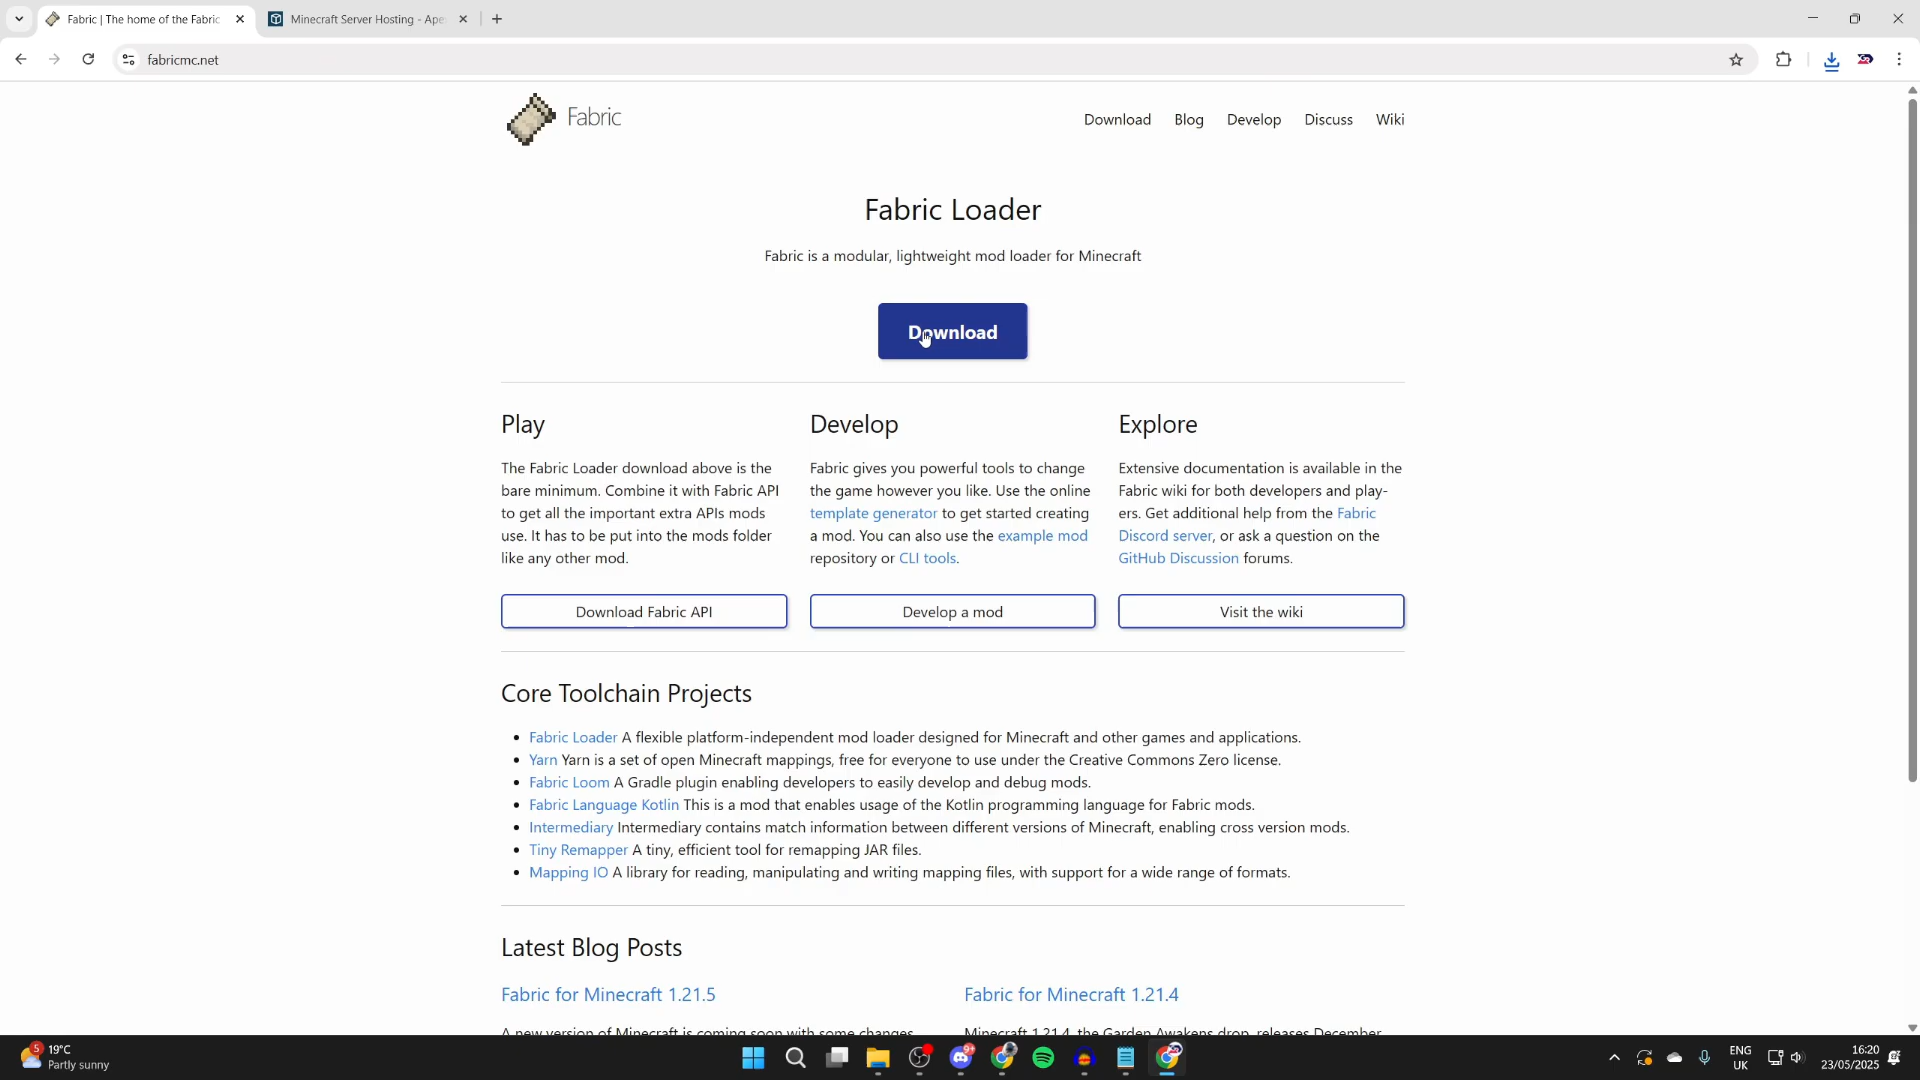 Fabric | The home of the Fabric
Minecraft Server Hosting - Ape
fabricmc.net
Fabric
Download
Blog
Develop
Discuss
Wiki
Fabric Loader
Fabric is a modular, lightweight mod loader for Minecraft
Download
Play
The Fabric Loader download above is the
bare minimum. Combine it with Fabric API
to get all the important extra APIs mods
use. It has to be put into the mods folder
like any other mod.
Download Fabric API
Develop
Fabric gives you powerful tools to change
the game however you like. Use the online
template generator to get started creating
a mod. You can also use the example mod
repository or CLI tools.
Develop a mod
Explore
Extensive documentation is available in the
Fabric wiki for both developers and play-
ers. Get additional help from the Fabric
Discord server, or ask a question on the
GitHub Discussion forums.
Visit the wiki
Core Toolchain Projects
Fabric Loader A flexible platform-independent mod loader designed for Minecraft and other games and applications.
Yarn Yarn is a set of open Minecraft mappings, free for everyone to use under the Creative Commons Zero license.
Fabric Loom A Gradle plugin enabling developers to easily develop and debug mods.
Fabric Language Kotlin This is a mod that enables usage of the Kotlin programming language for Fabric mods.
Intermediary Intermediary contains match information between different versions of Minecraft, enabling cross version mods.
Tiny Remapper A tiny, efficient tool for remapping JAR files.
Mapping IO A library for reading, manipulating and writing mapping files, with support for a wide range of formats.
Latest Blog Posts
Fabric for Minecraft 1.21.5
A new version of Minecraft is coming soon with some changes
Fabric for Minecraft 1.21.4
Minecraft 1.21.4, the Garden Awakens drop, releases December
5
19°C
Partly sunny
9+
ENG
UK
16:20
23/05/2025